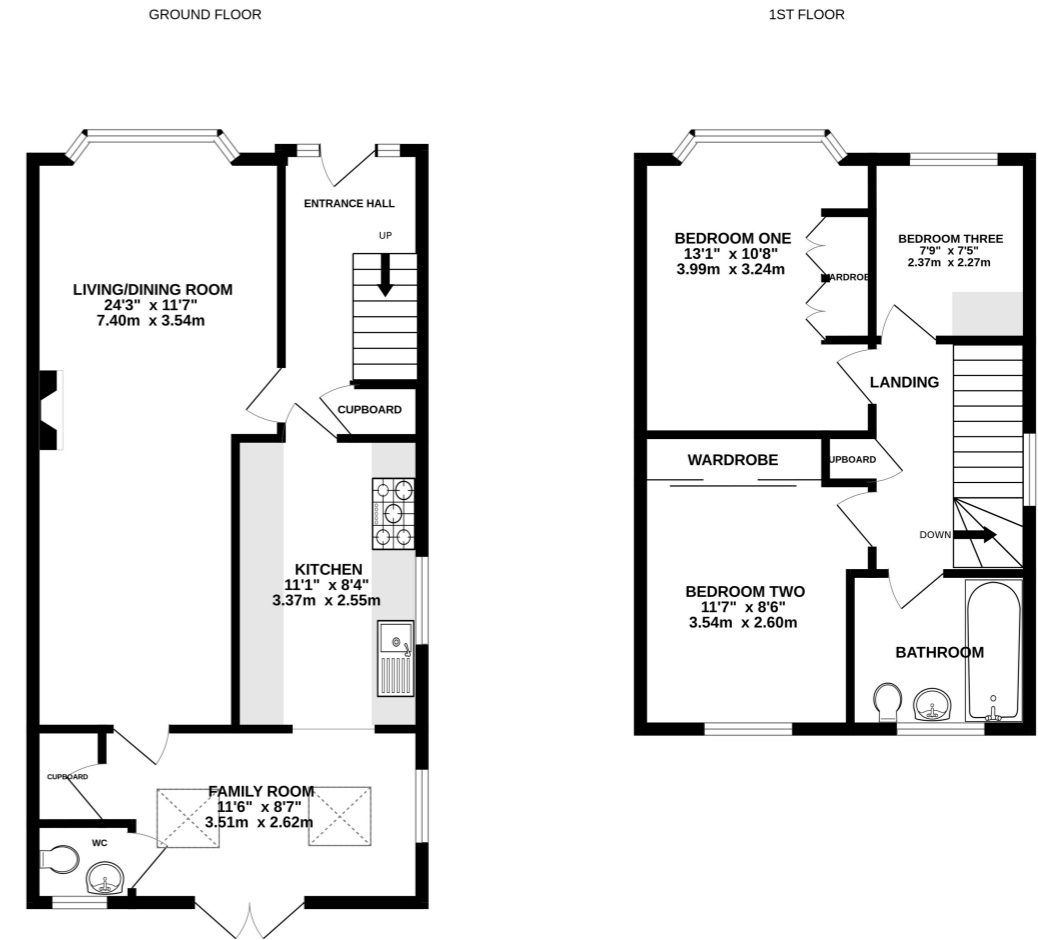 GROUND FLOOR
1ST FLOOR
ENTRANCE HALL
UP
LIVING/DINING ROOM
24'3" x 11'7"
7.40m x 3.54m
CUPBOARD
KITCHEN
11'1" x 8'4"
3.37m x 2.55m
CUPBOARD
FAMILY ROOM
11'6" x 8'7"
3.51m x 2.62m
WC
BEDROOM ONE
13'1" x 10'8"
3.99m x 3.24m
WARDROBE
BEDROOM THREE
7'9" x 7'5"
2.37m x 2.27m
LANDING
WARDROBE
UPBOARD
DOWN
BEDROOM TWO
11'7" x 8'6"
3.54m x 2.60m
BATHROOM